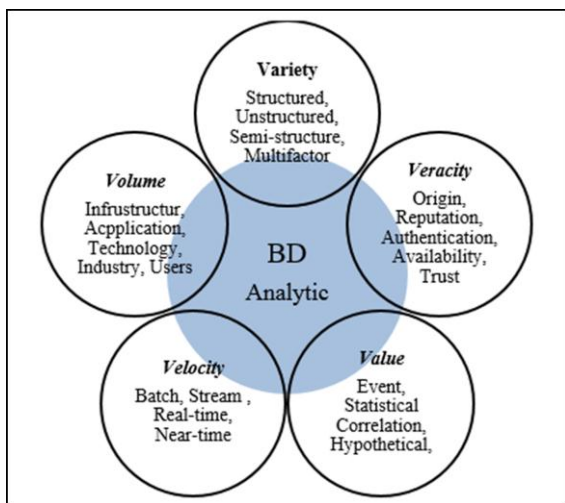 Variety
Structured,
Unstructured,
Semi-structure,
Multifactor
Volume
Infrustructur,
Acpplication,
Technology,
Industry, Users
Veracity
Origin,
Reputation,
Authentication,
Availability,
Trust
BD
Analytic
Velocity
Batch, Stream ,
Real-time,
Near-time
Value
Event,
Statistical
Correlation,
Hypothetical,